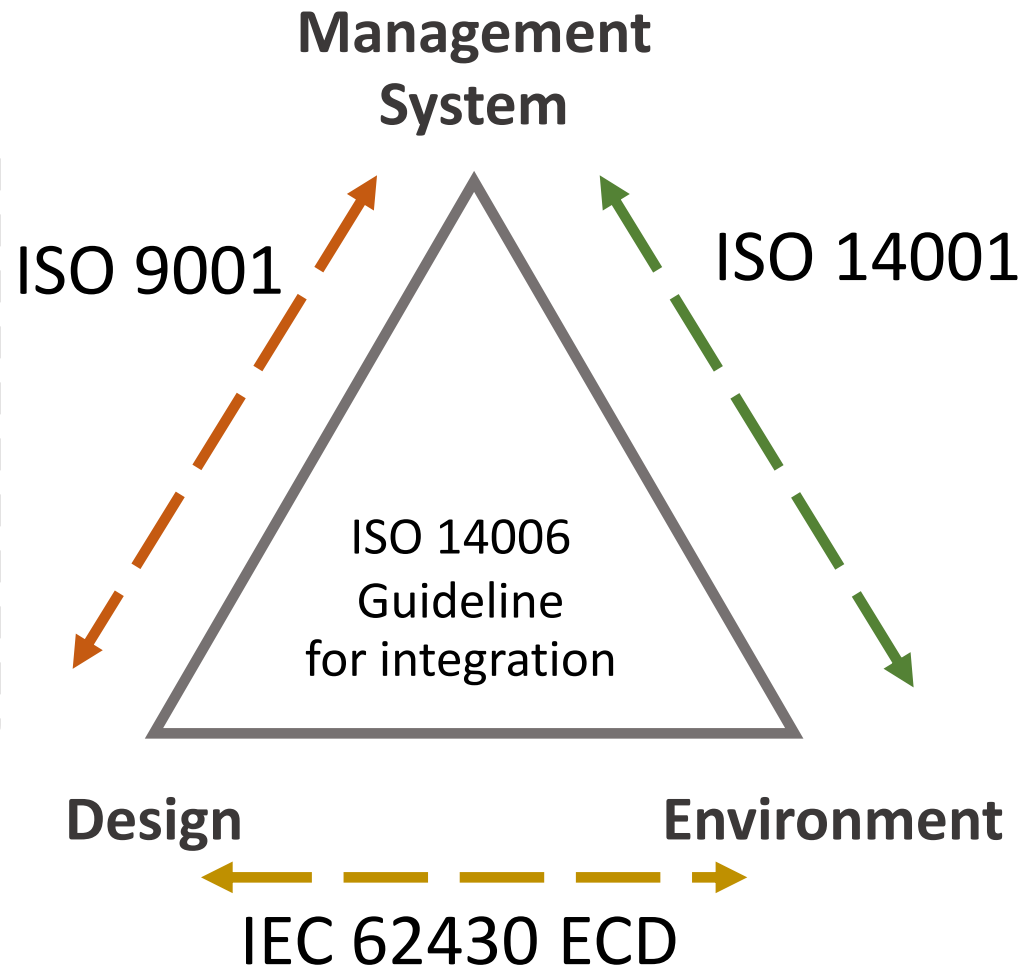 Management
System
ISO 9001
ISO 14001
ISO 14006
Guideline
for integration
Design
Environment
IEC 62430 ECD